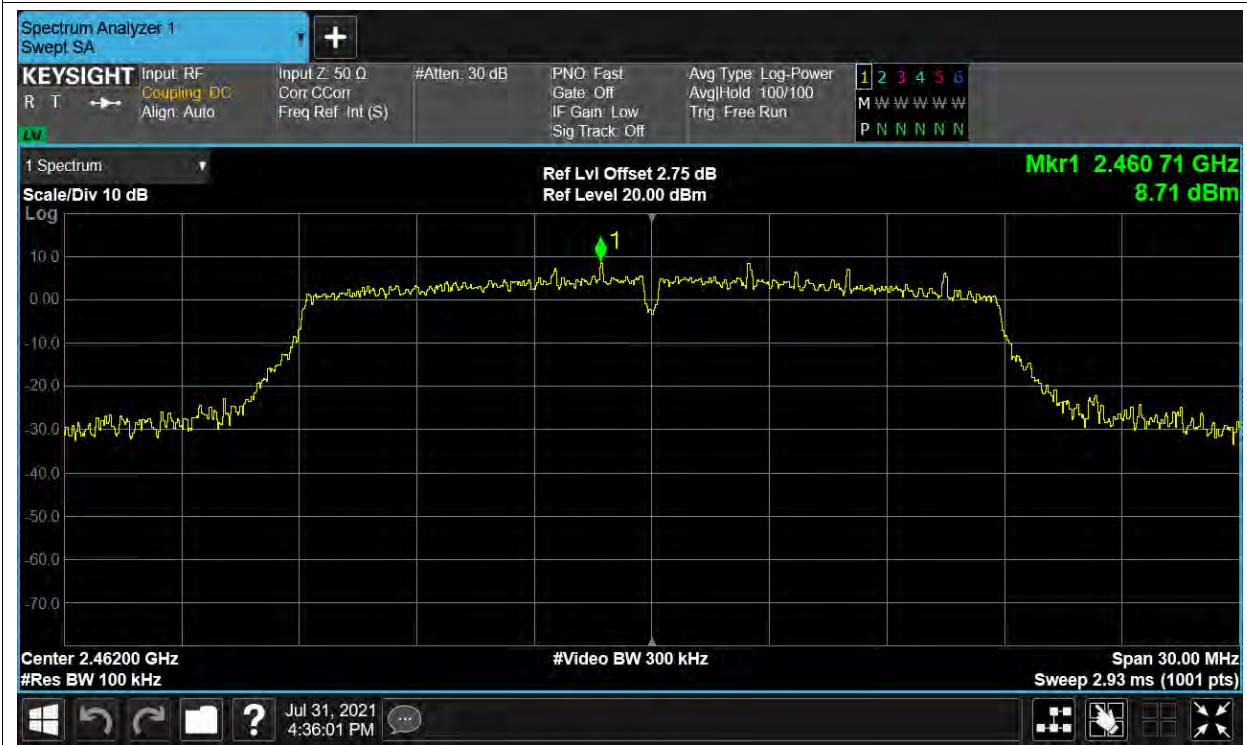 Spectrum Analyzer 1
Swept SA
+
KEYSIGHT Input: RF Input Z: 50 Ω #Atten: 30 dB PNO: Fast Avg Type: Log-Power 1 2 3 4 5 6
R T Coupling: DC Corr CCorr Gate: Off Avg|Hold: 100/100 M W W W W W
Align: Auto Freq Ref: Int (S) IF Gain: Low Trig: Free Run
LV Sig Track: Off P N N N N N
1 Spectrum Ref Lvl Offset 2.75 dB Mkr1 2.460 71 GHz
Scale/Div 10 dB Ref Level 20.00 dBm 8.71 dBm
Log
1
10.0
0.00
-10.0
-20.0
-30.0
-40.0
-50.0
-60.0
-70.0
Center 2.46200 GHz #Video BW 300 kHz Span 30.00 MHz
#Res BW 100 kHz Sweep 2.93 ms (1001 pts)
? Jul 31, 2021
4:36:01 PM